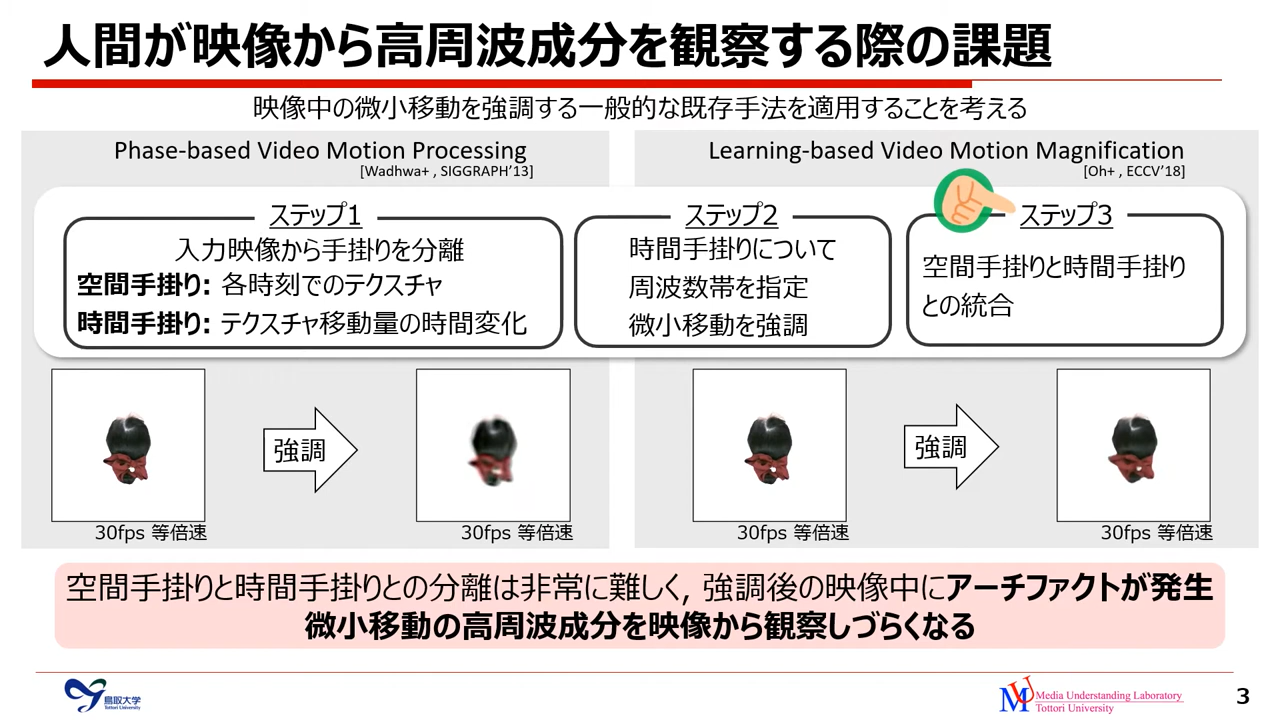 人間が映像から高周波成分を観察する際の課題
映像中の微小移動を強調する一般的な既存手法を適用することを考える
Phase-based Video Motion Processing
[Wadhwa+ , SIGGRAPH’13]
Learning-based Video Motion Magnification
[Oh+ , ECCV’18]
ステップ1
入力映像から手掛りを分離
空間手掛り: 各時刻でのテクスチャ
時間手掛り: テクスチャ移動量の時間変化
ステップ2
時間手掛りについて
周波数帯を指定
微小移動を強調
ステップ3
空間手掛りと時間手掛り
との統合
強調
30fps 等倍速
30fps 等倍速
強調
30fps 等倍速
30fps 等倍速
空間手掛りと時間手掛りとの分離は非常に難しく, 強調後の映像中にアーチファクトが発生
微小移動の高周波成分を映像から観察しづらくなる
鳥取大学
Tottori University
MU
Media Understanding Laboratory
Tottori University
3